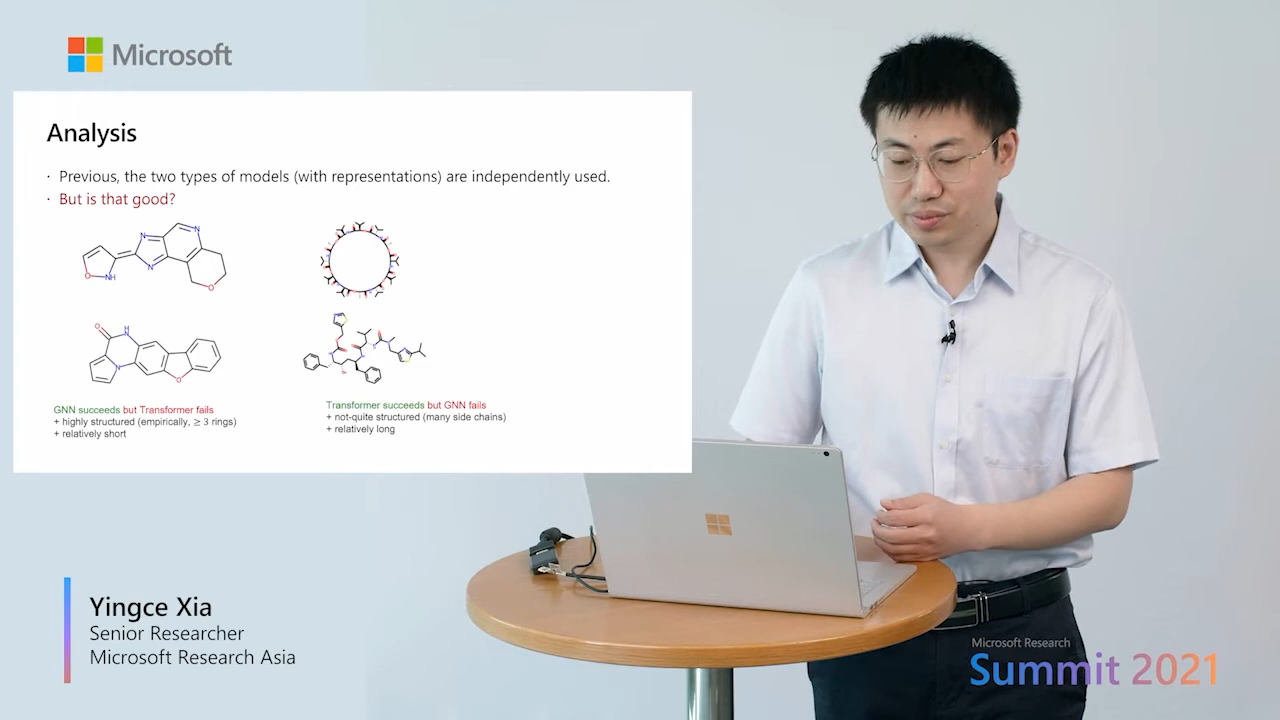 Microsoft
Analysis
· Previous, the two types of models (with representations) are independently used.
· But is that good?
GNN succeeds but Transformer fails
+ highly structured (empirically, ≥ 3 rings)
+ relatively short
Transformer succeeds but GNN fails
+ not-quite structured (many side chains)
+ relatively long
Yingce Xia
Senior Researcher
Microsoft Research Asia
Microsoft Research
Summit 2021